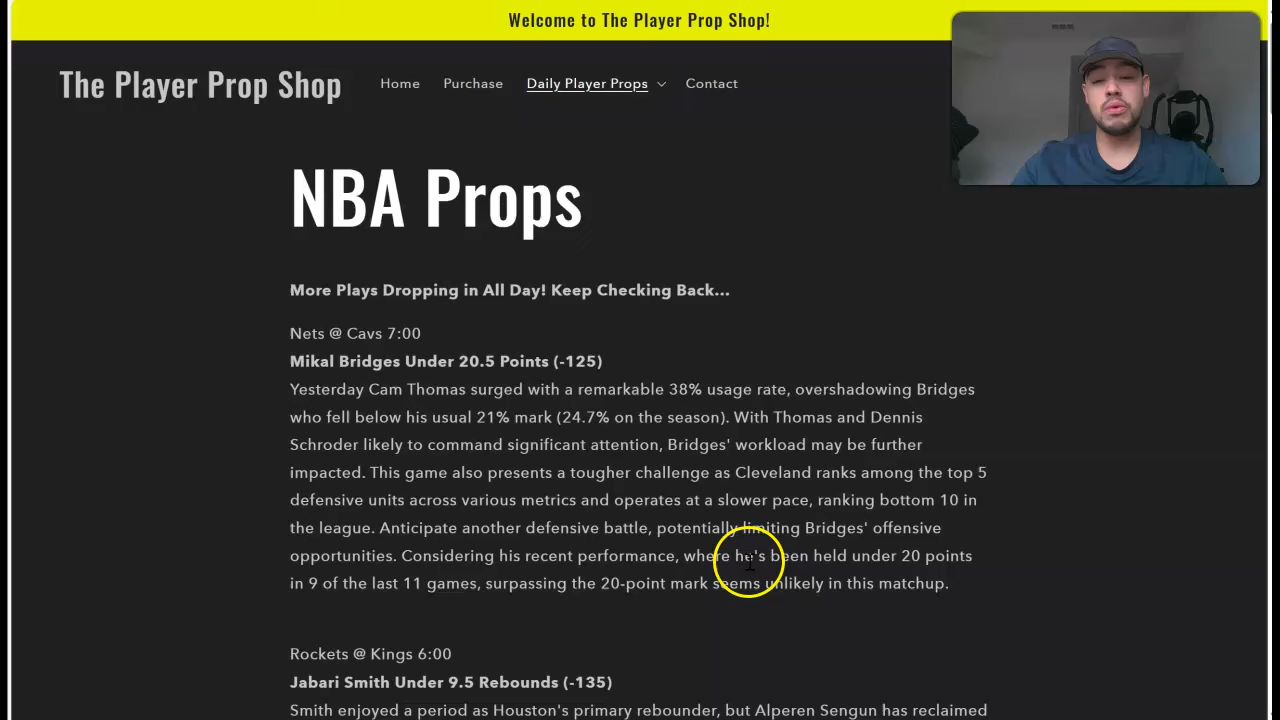 Welcome to The Player Prop Shop!
The Player Prop Shop
Home
Purchase
Daily Player Props
Contact
NBA Props
More Plays Dropping in All Day! Keep Checking Back...
Nets @ Cavs 7:00
Mikal Bridges Under 20.5 Points (-125)
Yesterday Cam Thomas surged with a remarkable 38% usage rate, overshadowing Bridges
who fell below his usual 21% mark (24.7% on the season). With Thomas and Dennis
Schroder likely to command significant attention, Bridges' workload may be further
impacted. This game also presents a tougher challenge as Cleveland ranks among the top 5
defensive units across various metrics and operates at a slower pace, ranking bottom 10 in
the league. Anticipate another defensive battle, potentially limiting Bridges' offensive
opportunities. Considering his recent performance, where he's been held under 20 points
in 9 of the last 11 games, surpassing the 20-point mark seems unlikely in this matchup.
Rockets @ Kings 6:00
Jabari Smith Under 9.5 Rebounds (-135)
Smith enjoyed a period as Houston's primary rebounder, but Alperen Sengun has reclaimed